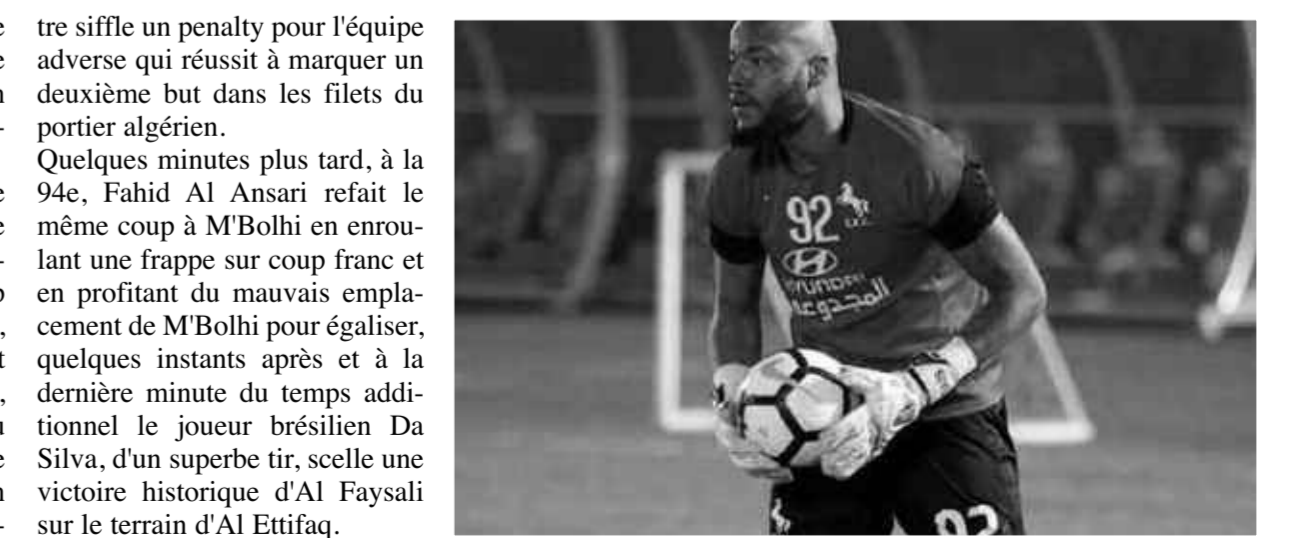 tre siffle un penalty pour l'équipe
adverse qui réussit à marquer un
deuxième but dans les filets du
portier algérien.
Quelques minutes plus tard, à la
94e, Fahid Al Ansari refait le
même coup à M'Bolhi en enrou-
lant une frappe sur coup franc et
en profitant du mauvais empla-
cement de M'Bolhi pour égaliser,
quelques instants après et à la
dernière minute du temps addi-
tionnel le joueur brésilien Da
Silva, d'un superbe tir, scelle une
victoire historique d'Al Faysali
sur le terrain d'Al Ettifaq.
92
HYUNDAI
المجدوعي
92